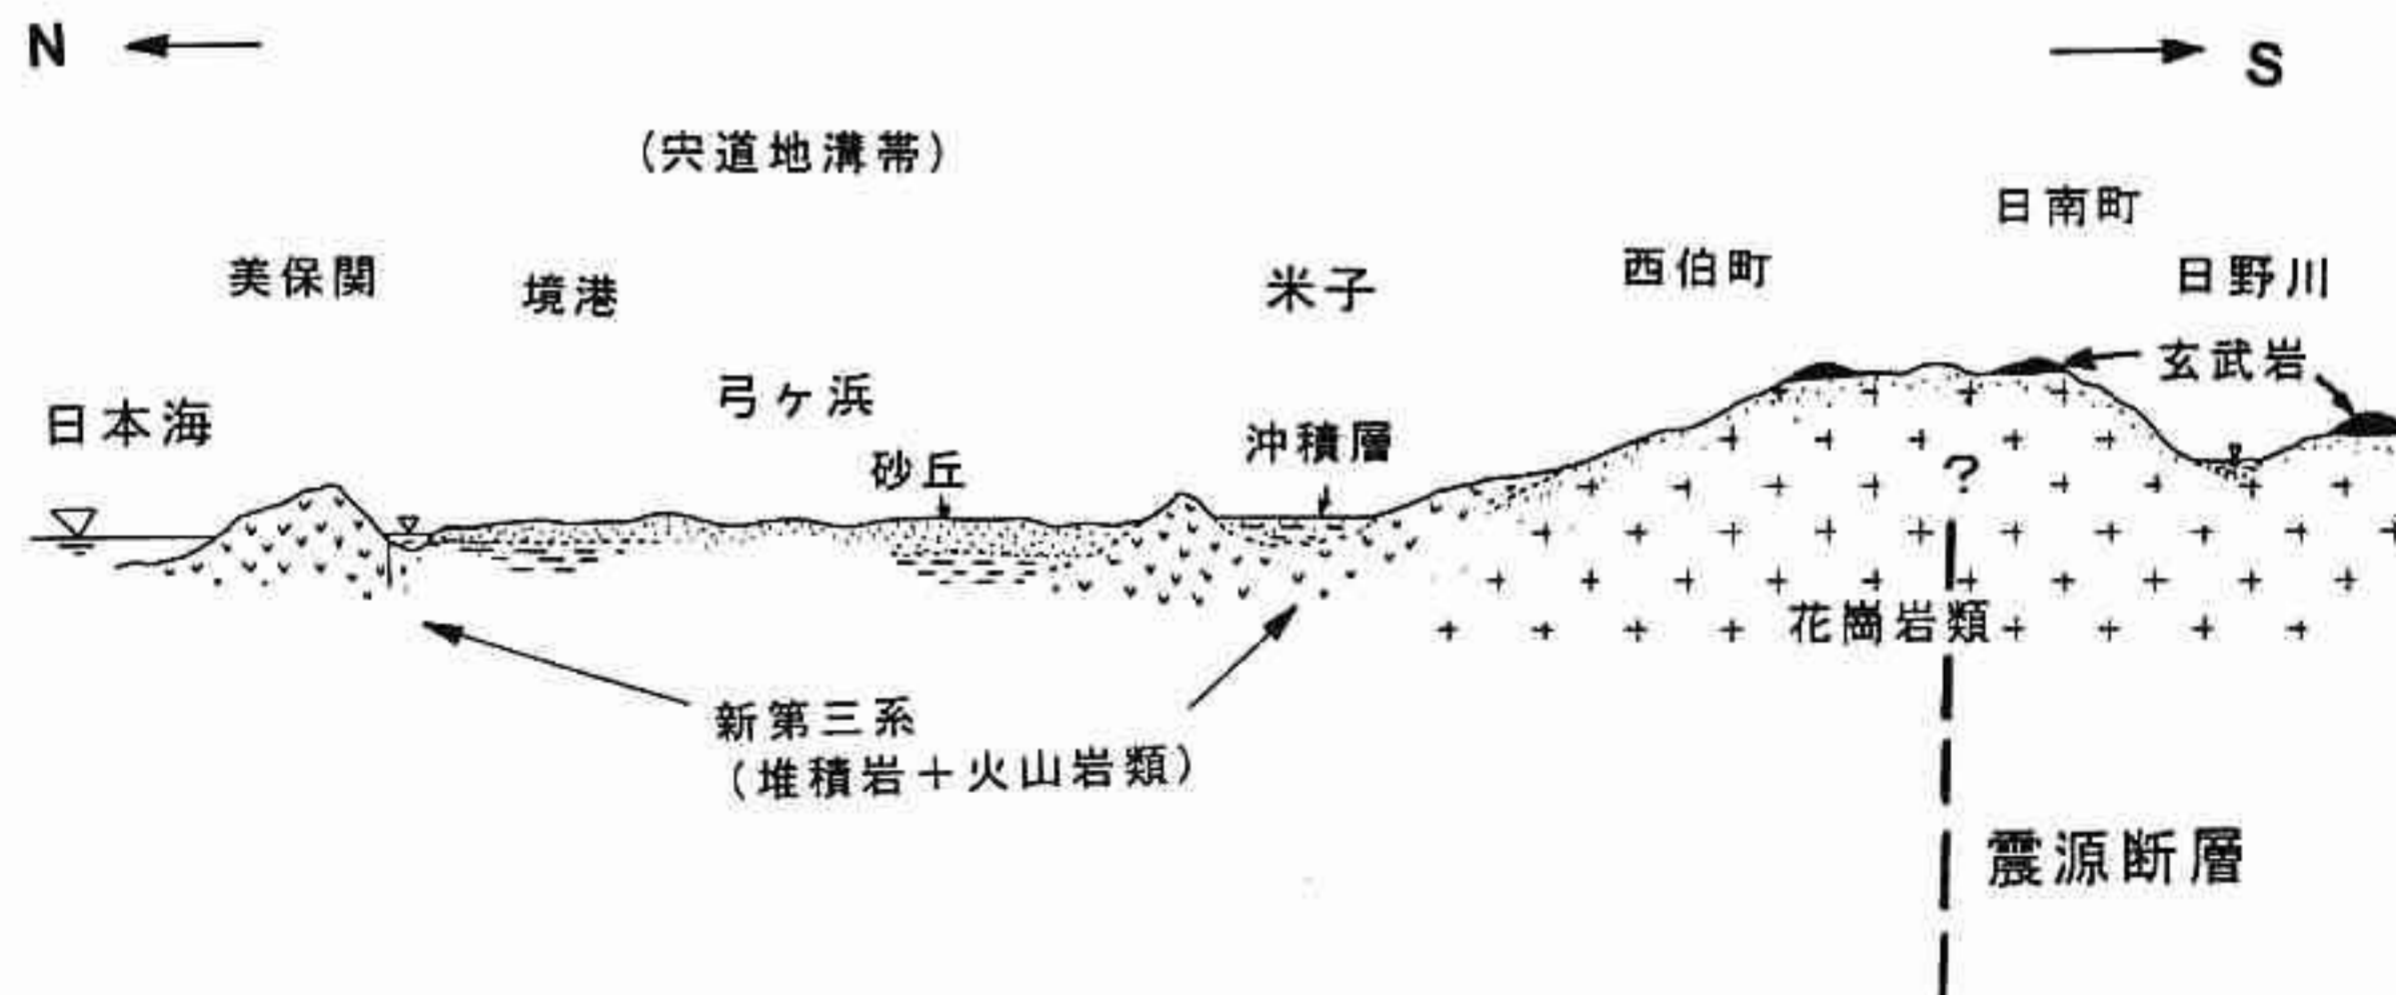 N
S
(宍道地溝帯)
日南町
美保関
境港
米子
西伯町
日野川
玄武岩
日本海
弓ヶ浜
砂丘
沖積層
?
花崗岩類
新第三系
(堆積岩+火山岩類)
震源断層